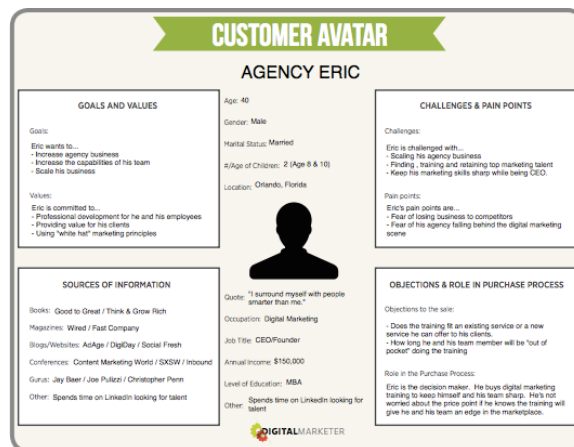 CUSTOMER AVATAR
AGENCY ERIC
GOALS AND VALUES
Goals:
Eric wants to...
- Increase agency business
- Increase the capabilities of his team
- Scale his business
Values:
Eric is committed to...
- Professional development for he and his employees
- Providing value for his clients
- Using "white hat" marketing principles
Age: 40
Gender: Male
Marital Status: Married
#/Age of Children: 2 (Age 8 & 10)
Location: Orlando, Florida
CHALLENGES & PAIN POINTS
Challenges:
Eric is challenged with...
- Scaling his agency business
- Finding , training and retaining top marketing talent
- Keep his marketing skills sharp while being CEO.
Pain points:
Eric's pain points are...
- Fear of losing business to competitors
- Fear of his agency falling behind the digital marketing
scene
SOURCES OF INFORMATION
Books: Good to Great / Think & Grow Rich
Magazines: Wired / Fast Company
Blogs/Websites: AdAge / DigiDay / Social Fresh
Conferences: Content Marketing World / SXSW / Inbound
Gurus: Jay Baer / Joe Pulizzi / Christopher Penn
Other: Spends time on LinkedIn looking for talent
Quote: "I surround myself with people
smarter than me."
Occupation: Digital Marketing
Job Title: CEO/Founder
Annual Income: $150,000
Level of Education: MBA
Other: Spends time on LinkedIn looking for
talent
OBJECTIONS & ROLE IN PURCHASE PROCESS
Objections to the sale:
- Does the training fit an existing service or a new
service he can offer to his clients.
- How long he and his team member will be "out of
pocket" doing the training
Role in the Purchase Process:
Eric is the decision maker. He buys digital marketing
training to keep himself and his team sharp. He's not
worried about the price point if he knows the training will
give he and his team an edge in the marketplace.
DIGITALMARKETER